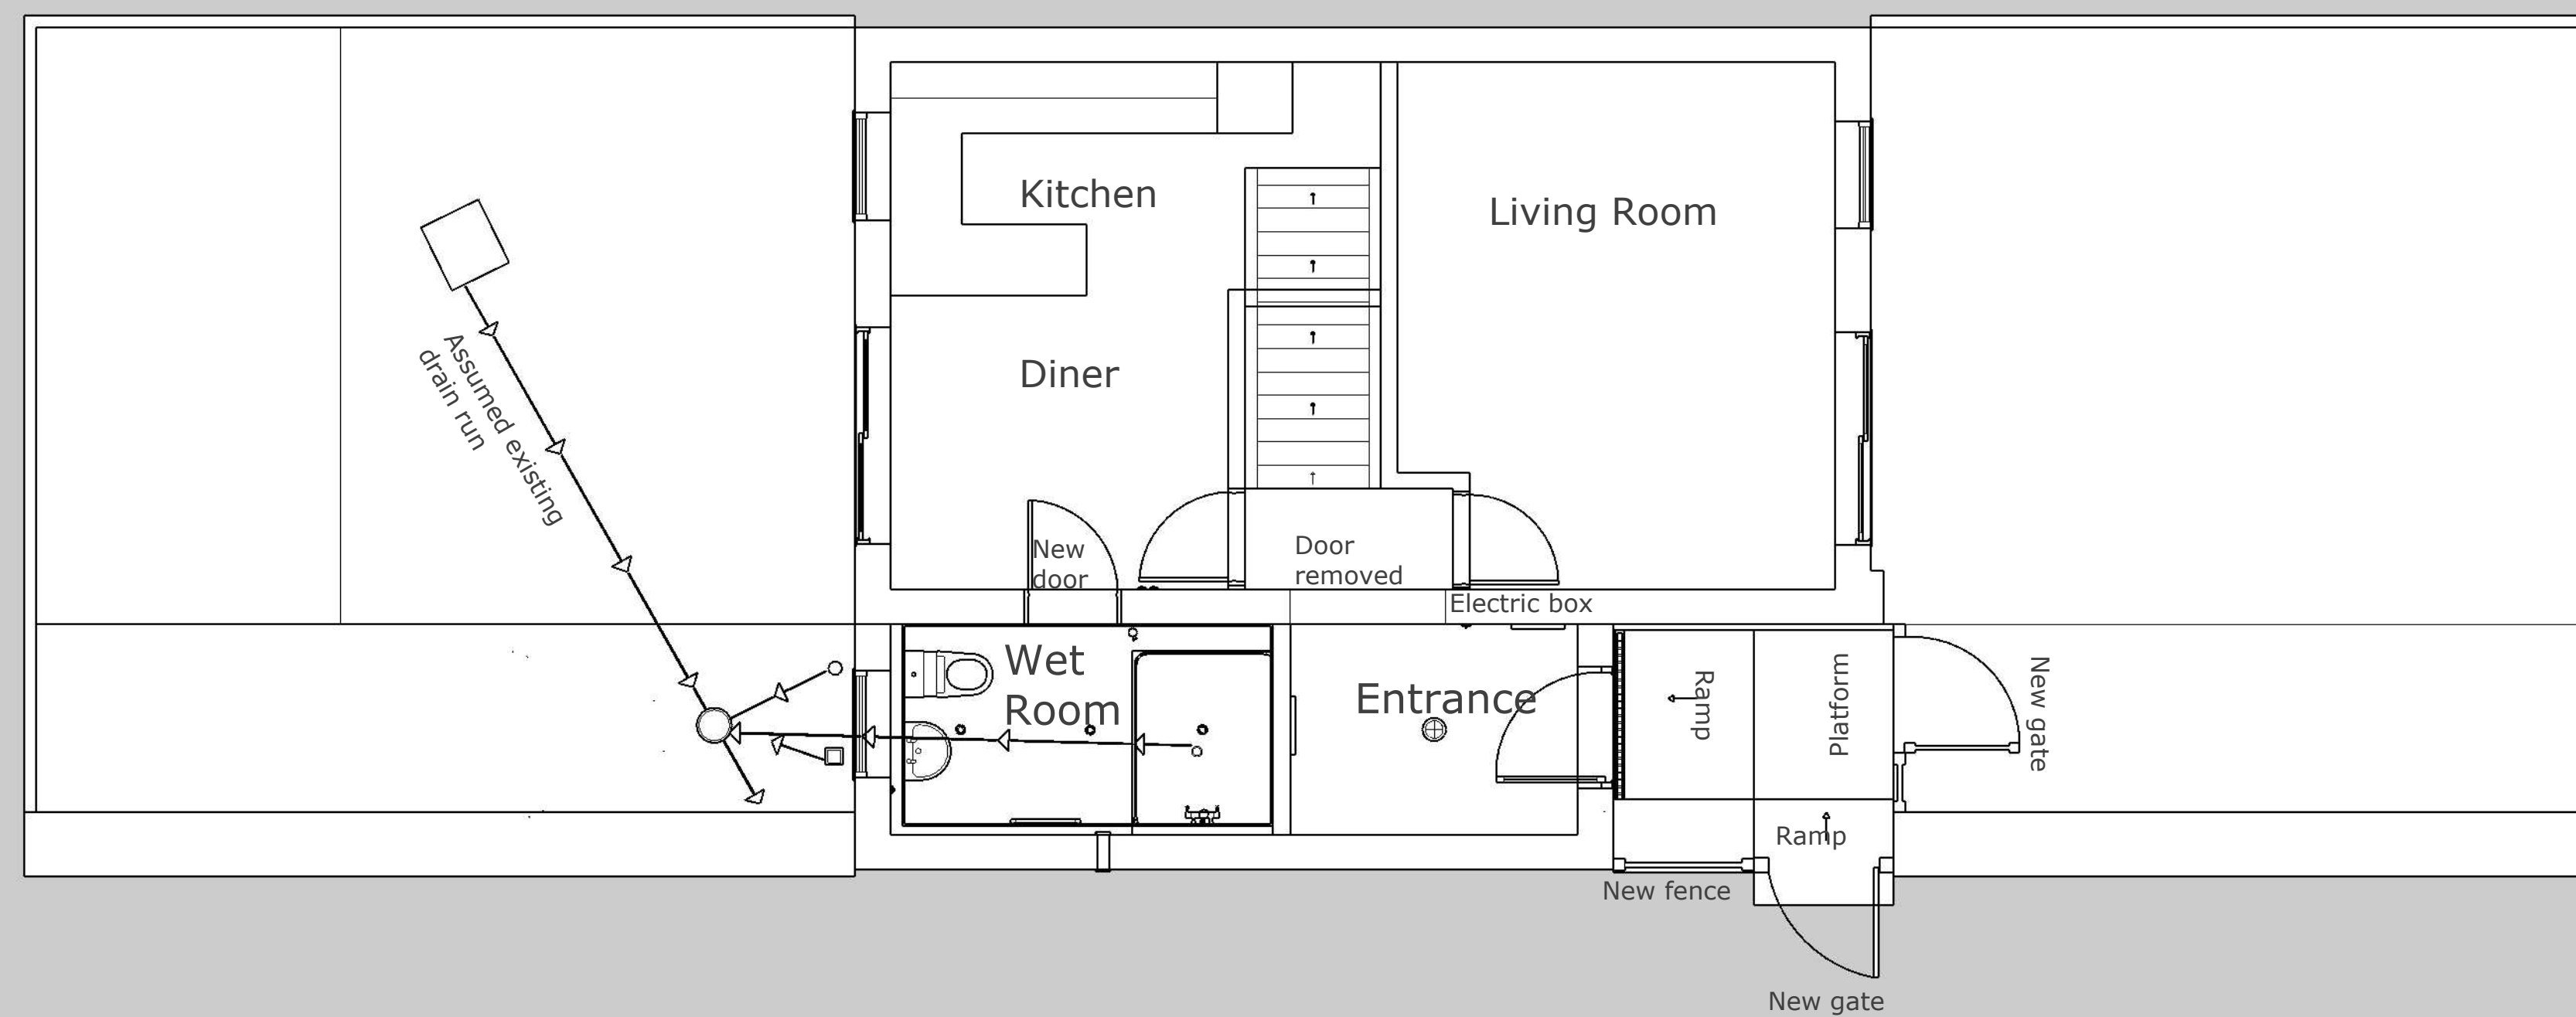 Kitchen
Living Room
Diner
Assumed existing
drain run
New
door
Door
removed
Electric box
Wet
Room
Entrance
Ramp
Platform
New gate
Ramp
New fence
New gate